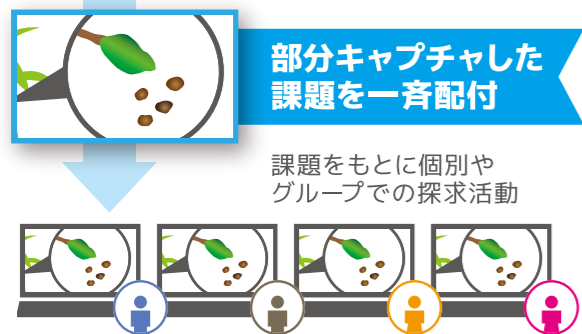 部分キャプチャした
課題を一斉配付
課題をもとに個別や
グループでの探求活動